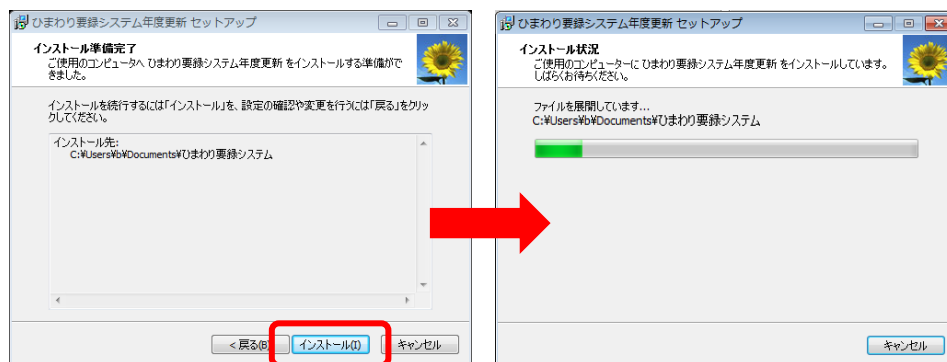 ひまわり要録システム年度更新 セットアップ
インストール準備完了
ご使用のコンピュータへ ひまわり要録システム年度更新 をインストールする準備がで
きました。
インストールを続行するには「インストール」を、設定の確認や変更を行うには「戻る」をクリッ
クしてください。
インストール先:
C:¥Users¥b¥Documents¥ひまわり要録システム
< 戻る(B)
インストール(I)
キャンセル
ひまわり要録システム年度更新 セットアップ
インストール状況
ご使用のコンピューターに ひまわり要録システム年度更新 をインストールしています。
しばらくお待ちください。
ファイルを展開しています...
C:¥Users¥b¥Documents¥ひまわり要録システム
キャンセル